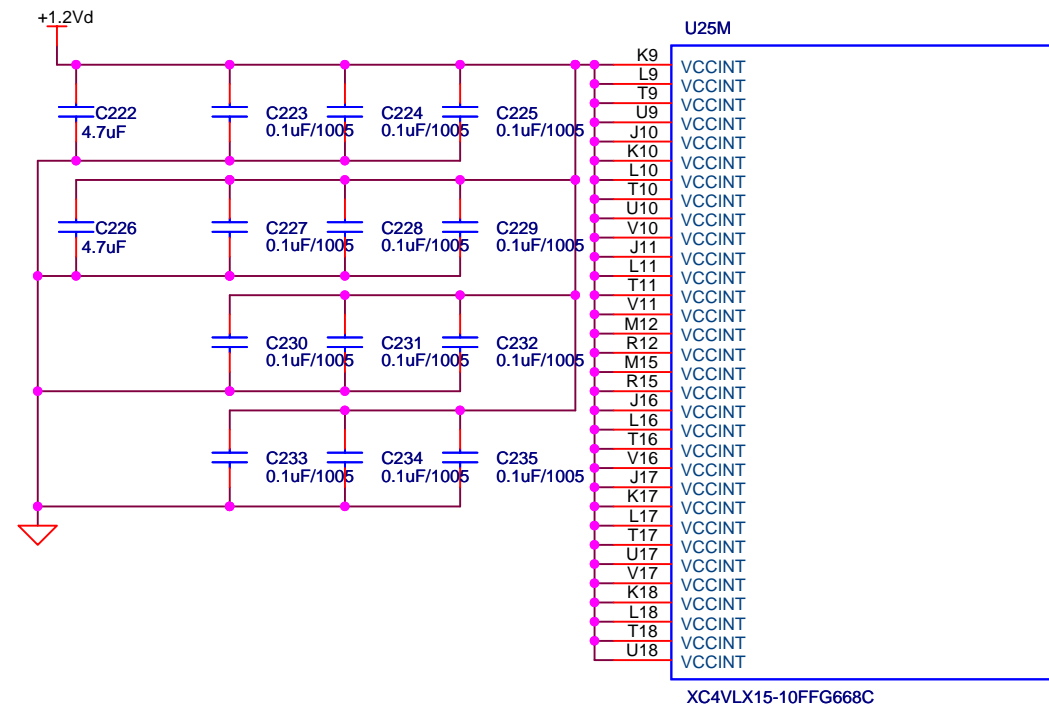 +1.2Vd
U25M
K9 VCCINT
L9 VCCINT
T9 VCCINT
U9 VCCINT
J10 VCCINT
K10 VCCINT
L10 VCCINT
T10 VCCINT
U10 VCCINT
V10 VCCINT
J11 VCCINT
L11 VCCINT
T11 VCCINT
V11 VCCINT
M12 VCCINT
R12 VCCINT
M15 VCCINT
R15 VCCINT
J16 VCCINT
L16 VCCINT
T16 VCCINT
V16 VCCINT
J17 VCCINT
K17 VCCINT
L17 VCCINT
T17 VCCINT
U17 VCCINT
V17 VCCINT
K18 VCCINT
L18 VCCINT
T18 VCCINT
U18 VCCINT
XC4VLX15-10FFG668C
C222
4.7uF
C223
0.1uF/1005
C224
0.1uF/1005
C225
0.1uF/1005
C226
4.7uF
C227
0.1uF/1005
C228
0.1uF/1005
C229
0.1uF/1005
C230
0.1uF/1005
C231
0.1uF/1005
C232
0.1uF/1005
C233
0.1uF/1005
C234
0.1uF/1005
C235
0.1uF/1005